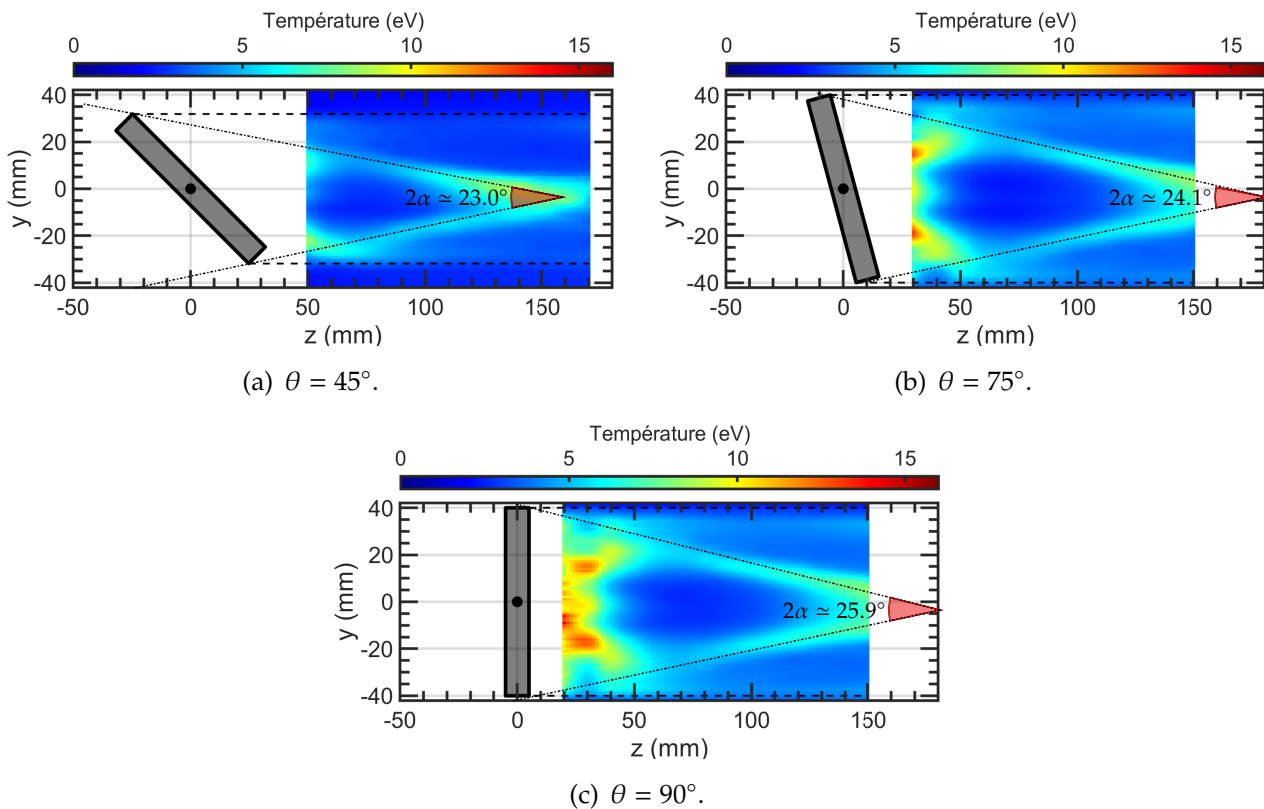 Température (eV)
0 5 10 15
40
20
0
-20
-40
y (mm)
2α ≃ 23.0°
-50 0 50 100 150
z (mm)
(a) θ = 45°.
Température (eV)
0 5 10 15
40
20
0
-20
-40
y (mm)
2α ≃ 24.1°
-50 0 50 100 150
z (mm)
(b) θ = 75°.
Température (eV)
0 5 10 15
40
20
0
-20
-40
y (mm)
2α ≃ 25.9°
-50 0 50 100 150
z (mm)
(c) θ = 90°.